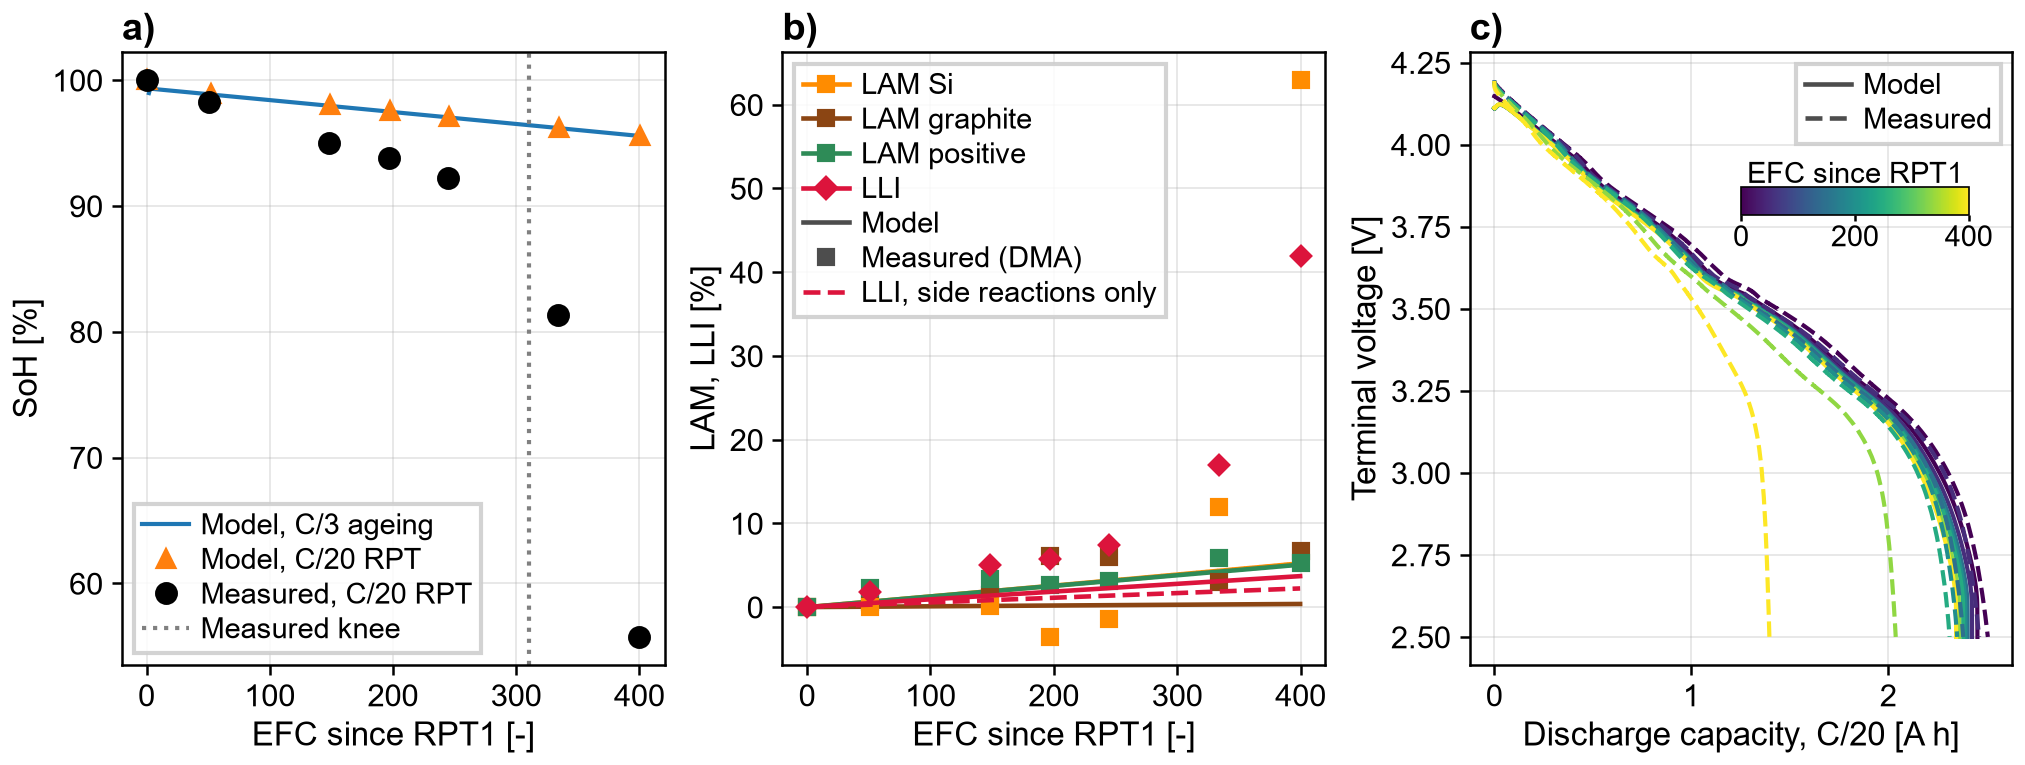 a)
100
90
80
70
60
SoH [%]
Model, C/3 ageing
Model, C/20 RPT
Measured, C/20 RPT
Measured knee
0
100
200
300
400
EFC since RPT1 [-]
b)
60
50
40
30
20
10
0
LAM, LLI [%]
LAM Si
LAM graphite
LAM positive
LLI
Model
Measured (DMA)
LLI, side reactions only
0
100
200
300
400
EFC since RPT1 [-]
c)
4.25
4.00
3.75
3.50
3.25
3.00
2.75
2.50
Terminal voltage [V]
Model
Measured
EFC since RPT1
0
200
400
0
1
2
Discharge capacity, C/20 [A h]